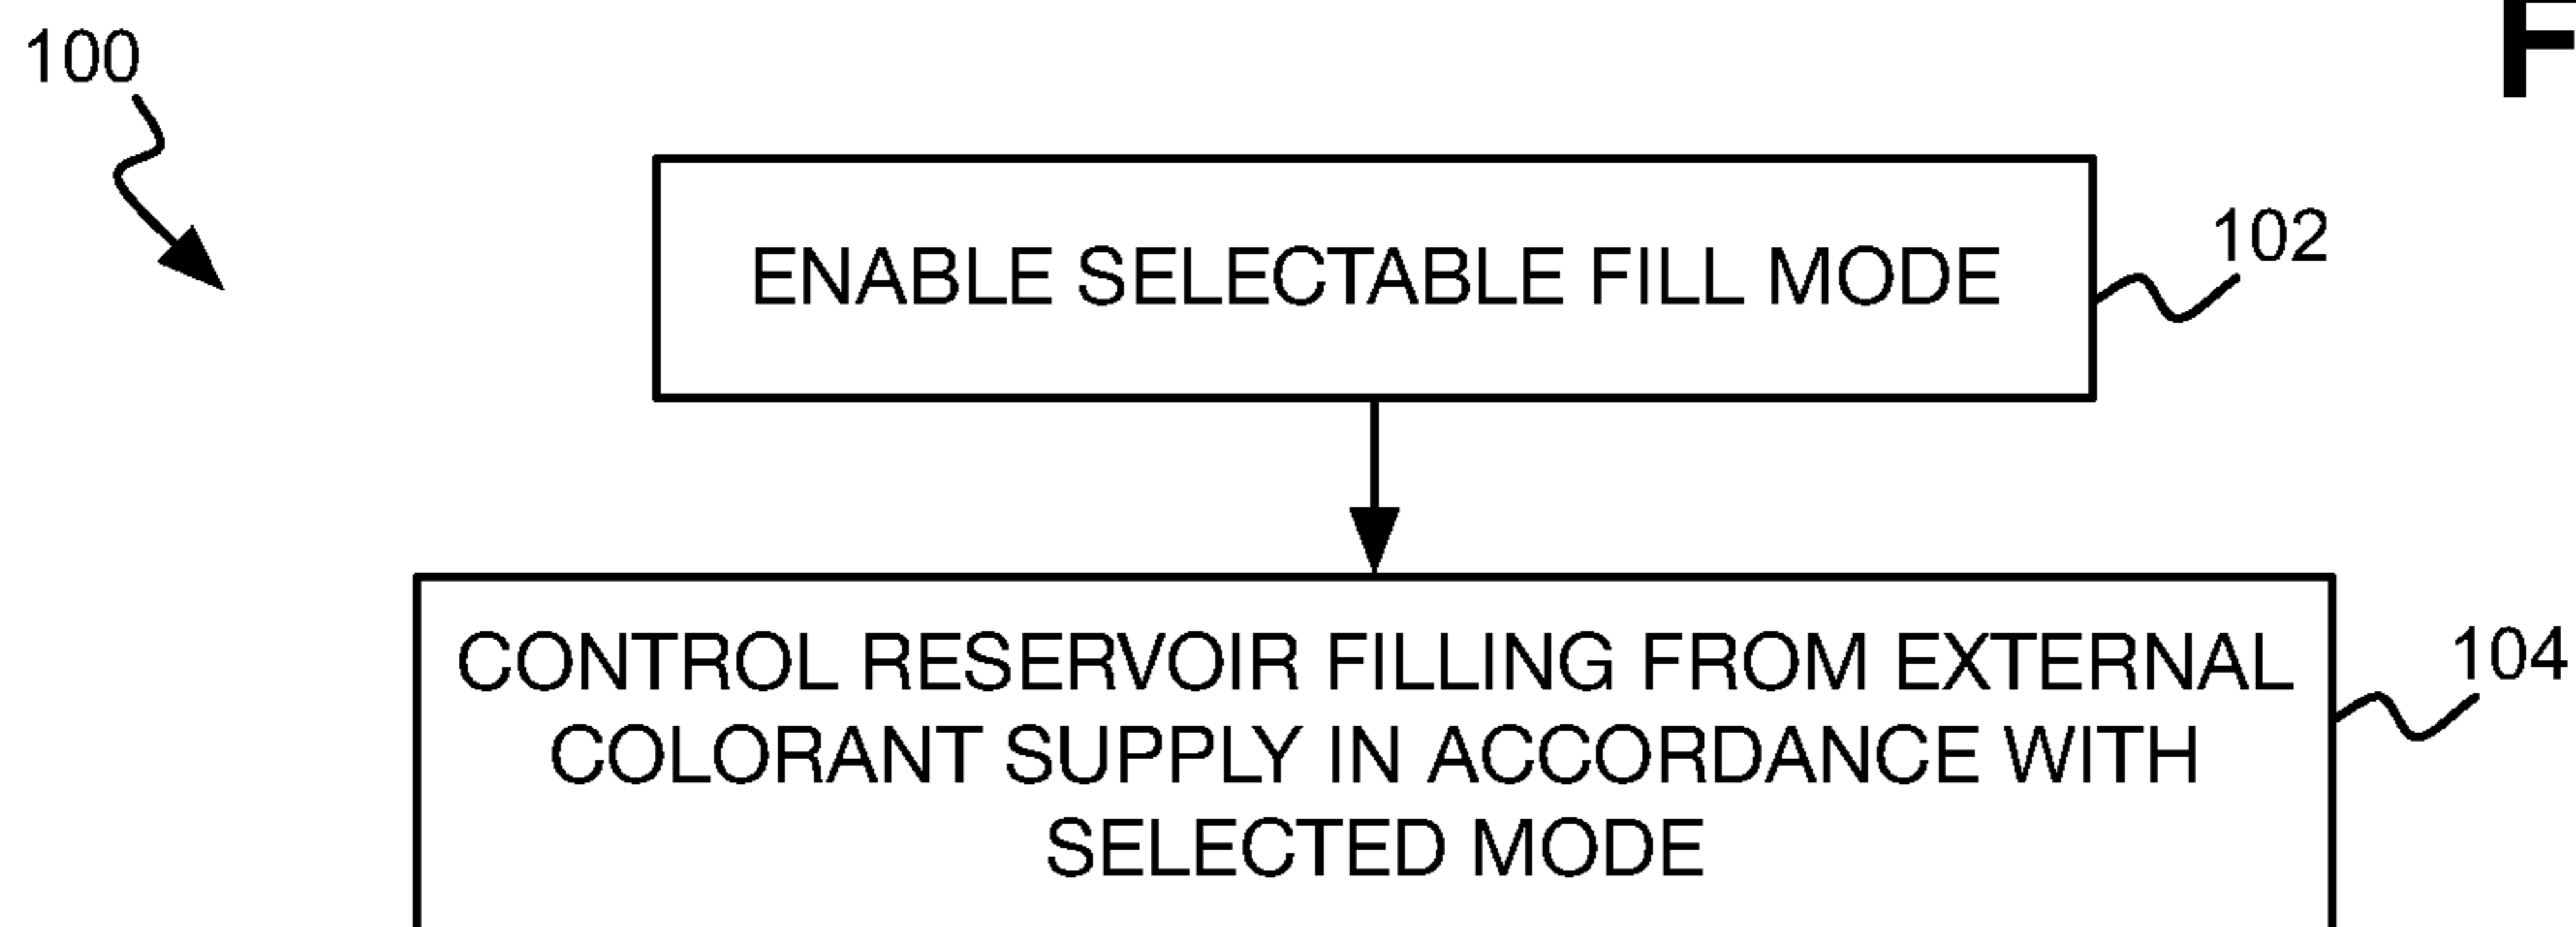 100
F
ENABLE SELECTABLE FILL MODE
102
CONTROL RESERVOIR FILLING FROM EXTERNAL
COLORANT SUPPLY IN ACCORDANCE WITH
SELECTED MODE
104